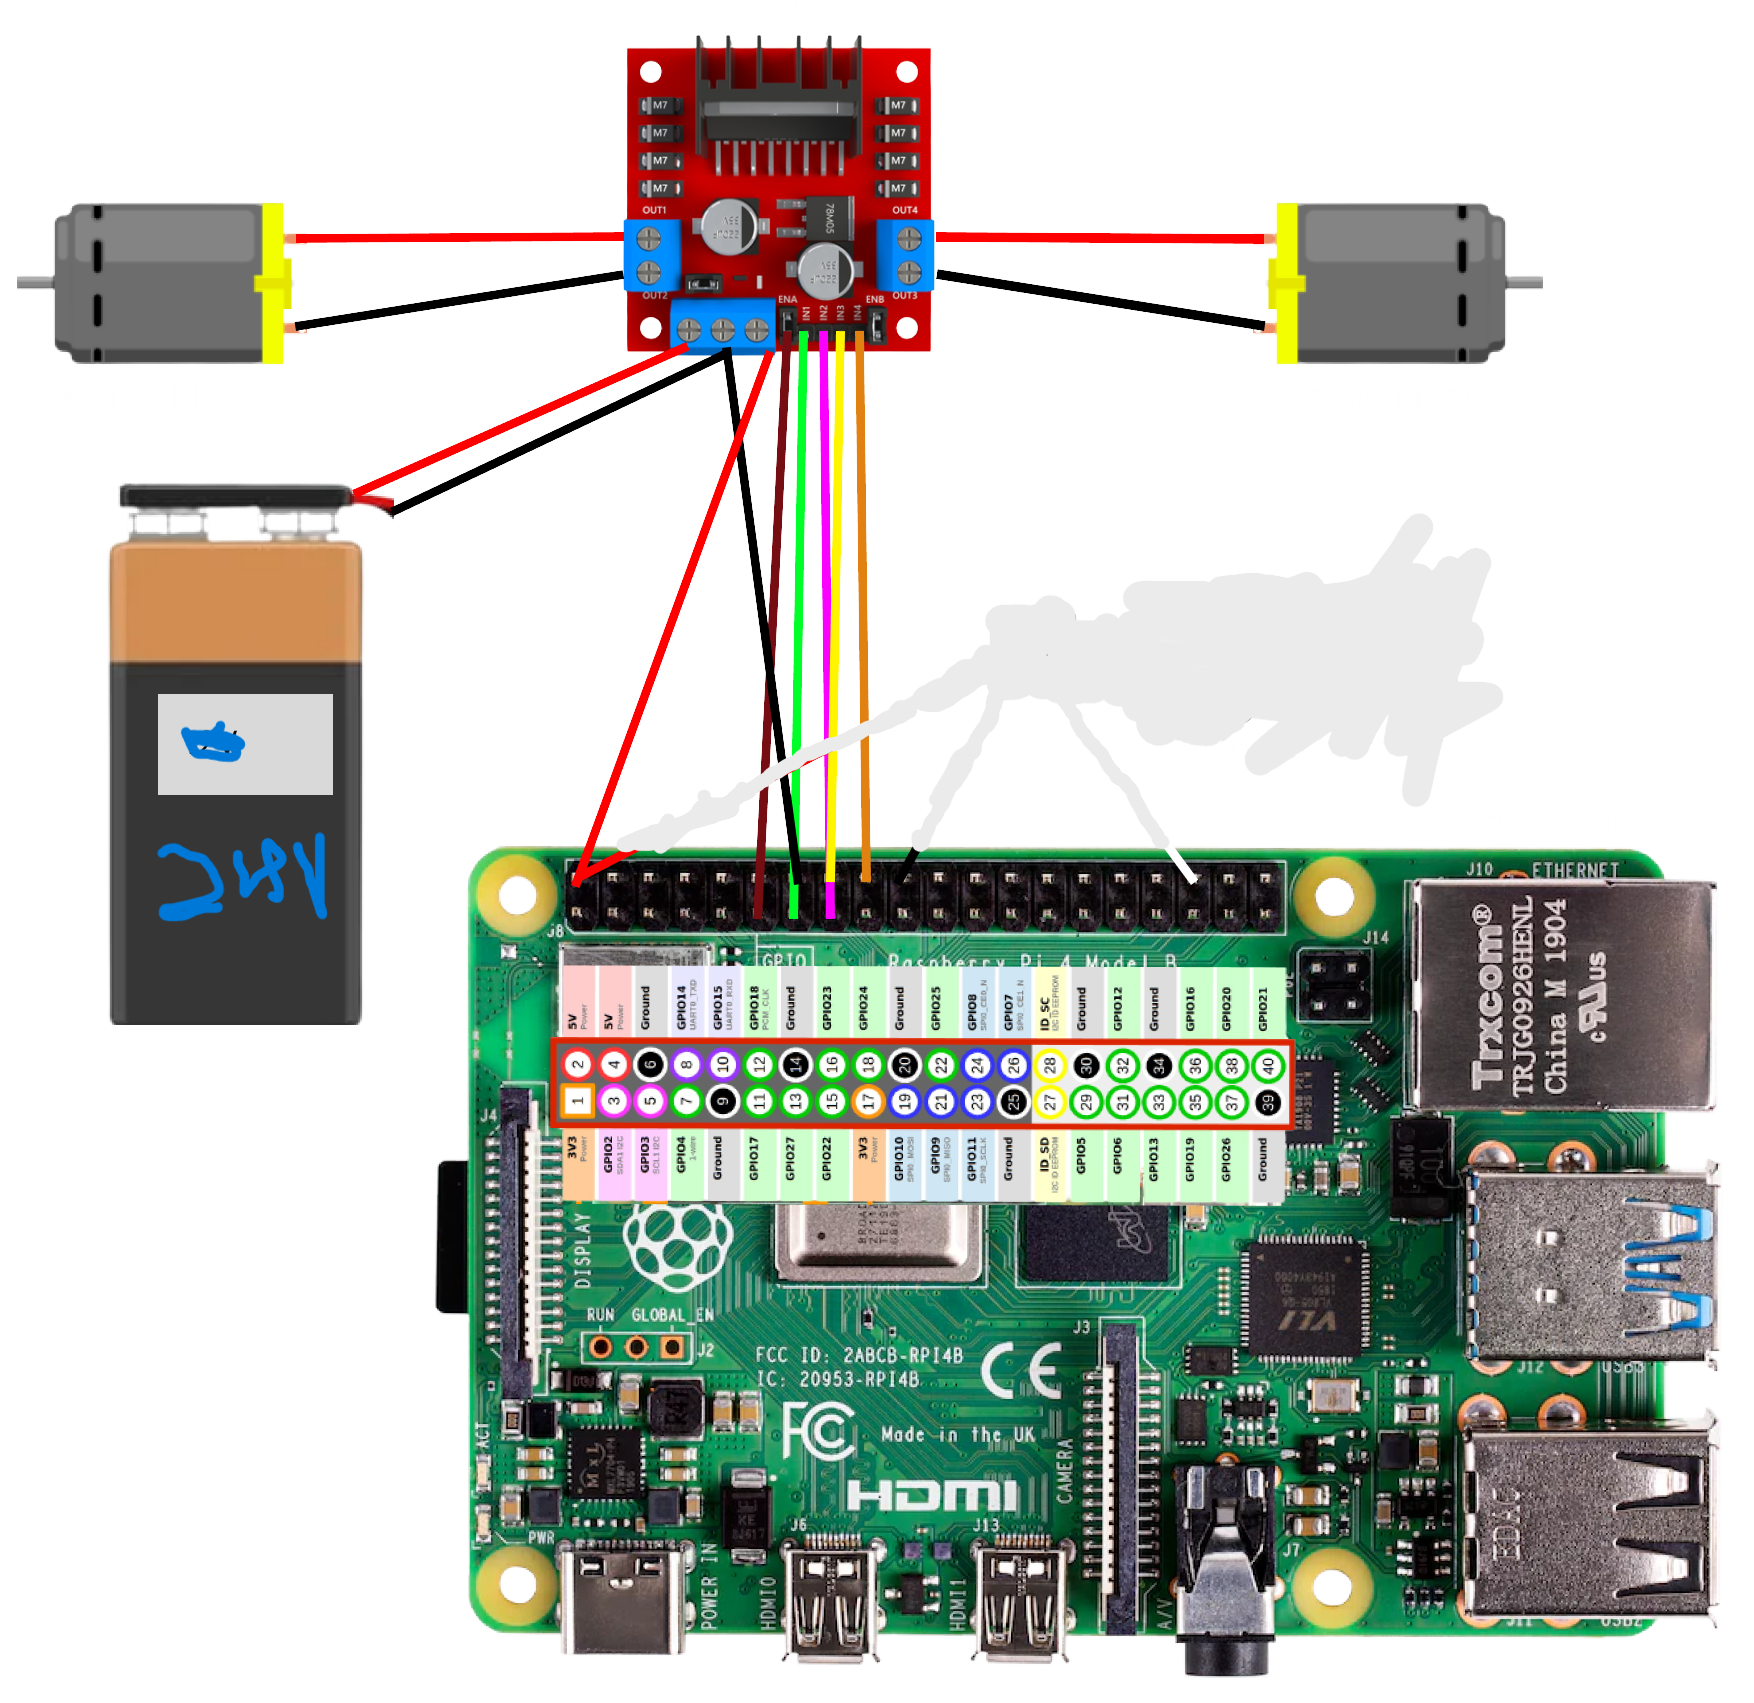 M7 M7
M7 M7
M7 M7
M7 M7
OUT1 OUT4
78M05
220UF
35V
220UF
35V
OUT2 OUT3
ENA IN1 IN2 IN3 IN4 ENB
J8
GPIO
Raspberry Pi 4 Model B
J14
J10 ETHERNET
Trxcom®
TRJG0926HENL
China M 1904
c us
5V Power
5V Power
Ground
GPIO14 UART0_TXD
GPIO15 UART0_RXD
GPIO18 PCM_CLK
Ground
GPIO23
GPIO24
Ground
GPIO25
GPIO8 SPI0_CE0_N
GPIO7 SPI0_CE1_N
ID_SC I2C ID EEPROM
Ground
GPIO12
Ground
GPIO16
GPIO20
GPIO21
2 4 6 8 10 12 14 16 18 20 22 24 26 28 30 32 34 36 38 40
1 3 5 7 9 11 13 15 17 19 21 23 25 27 29 31 33 35 37 39
3V3 Power
GPIO2 SDA1 I2C
GPIO3 SCL1 I2C
GPIO4 1-wire
Ground
GPIO17
GPIO27
GPIO22
3V3 Power
GPIO10 SPI0_MOSI
GPIO9 SPI0_MISO
GPIO11 SPI0_SCLK
Ground
ID_SD I2C ID EEPROM
GPIO5
GPIO6
GPIO13
GPIO19
GPIO26
Ground
J4
DISPLAY
RUN GLOBAL_EN
J2
FCC ID: 2ABCB-RPI4B
IC: 20953-RPI4B
CE
FC
Made in the UK
HDMI
J3
CAMERA
VLI
J12
R47
MxL
ACT
PWR
POWER IN
J6
HDMI0
J13
HDMI1
A/V
J7
EDAC
J11 USB2